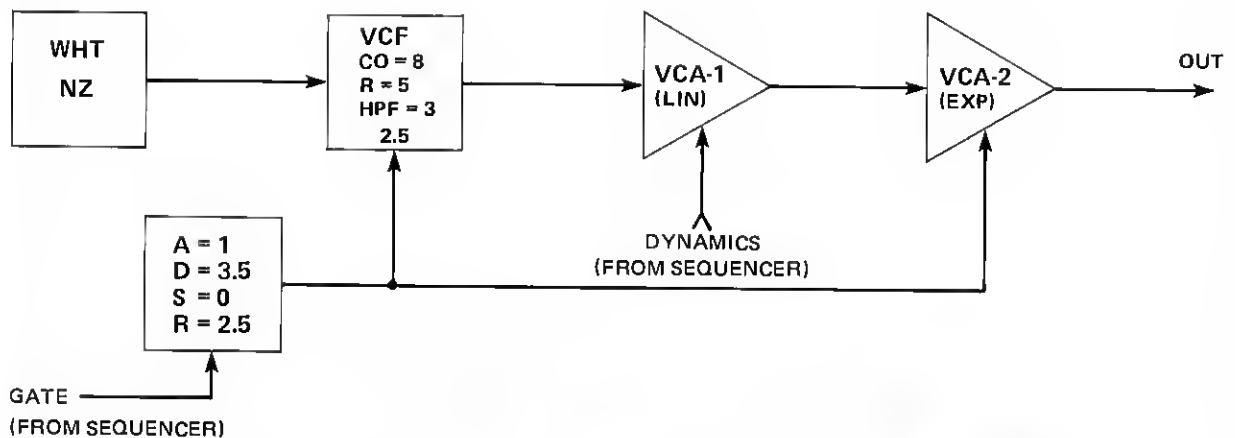 WHT
NZ
VCF
CO = 8
R = 5
HPF = 3
2.5
VCA-1
(LIN)
VCA-2
(EXP)
OUT
A = 1
D = 3.5
S = 0
R = 2.5
DYNAMICS
(FROM SEQUENCER)
GATE
(FROM SEQUENCER)